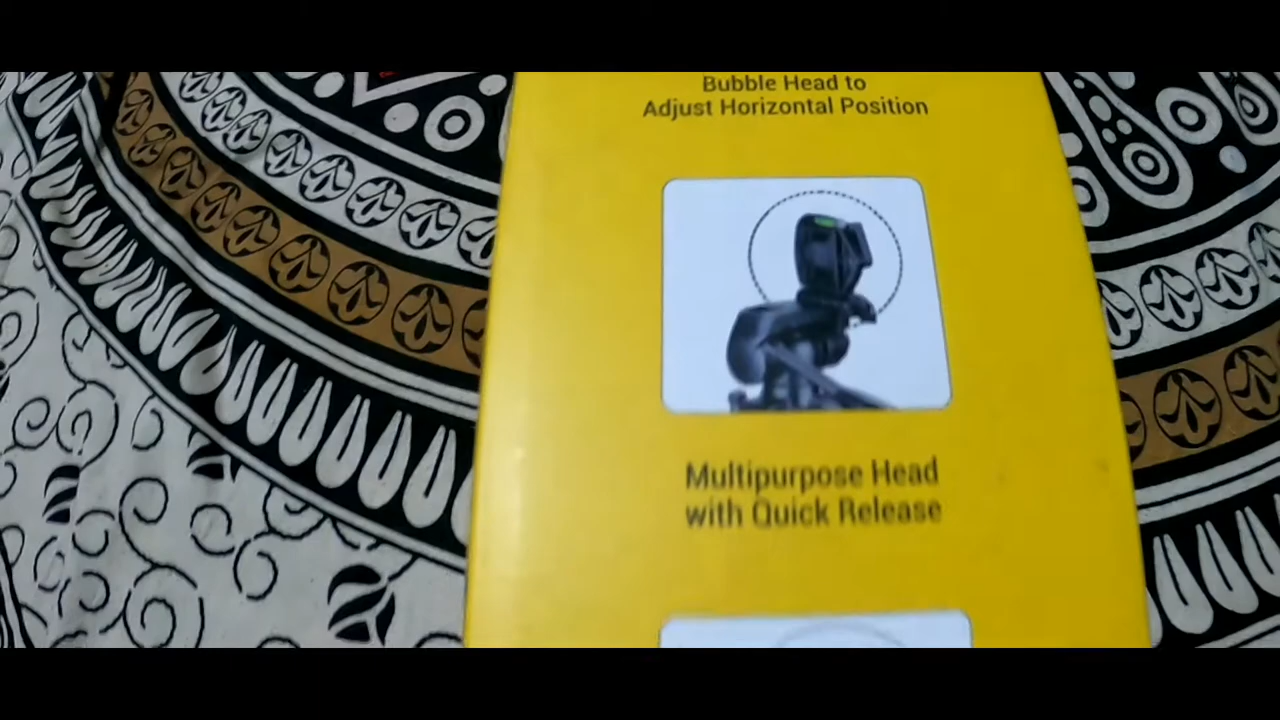 Bubble Head to
Adjust Horizontal Position
Multipurpose Head
with Quick Release